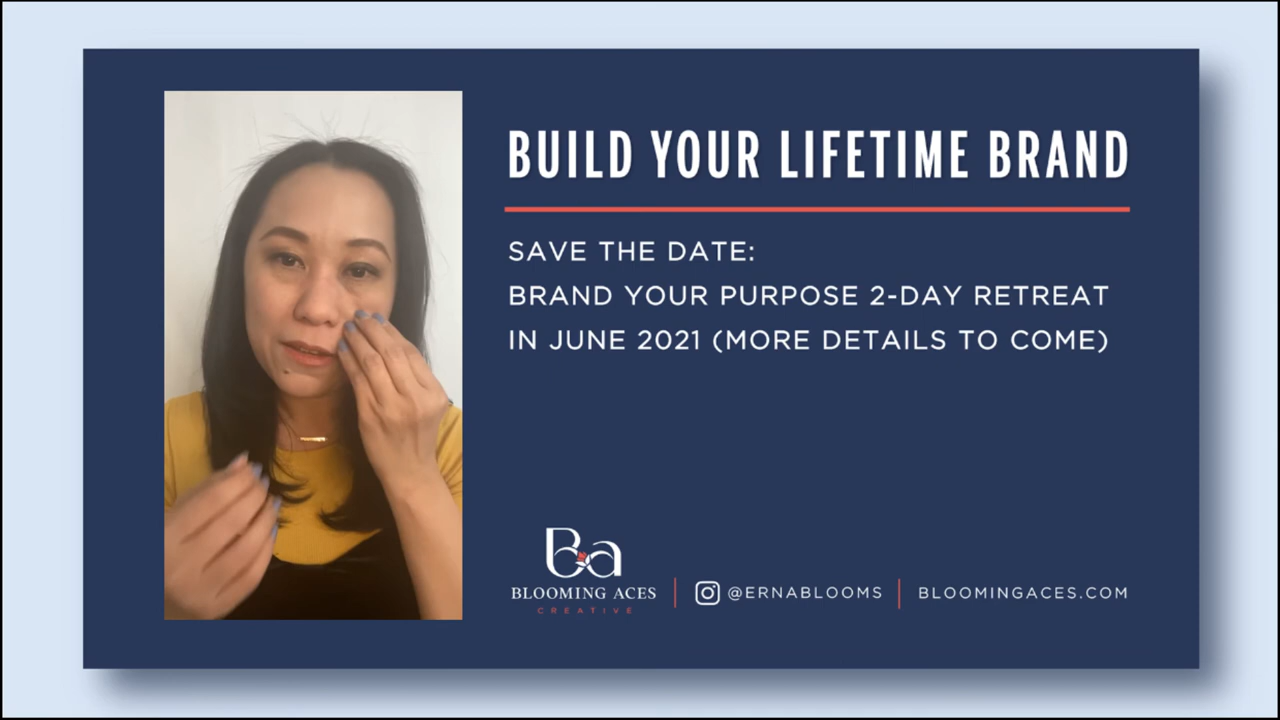 BUILD YOUR LIFETIME BRAND
SAVE THE DATE:
BRAND YOUR PURPOSE 2-DAY RETREAT
IN JUNE 2021 (MORE DETAILS TO COME)
Ba
BLOOMING ACES
CREATIVE
@ERNABLOOMS
BLOOMINGACES.COM